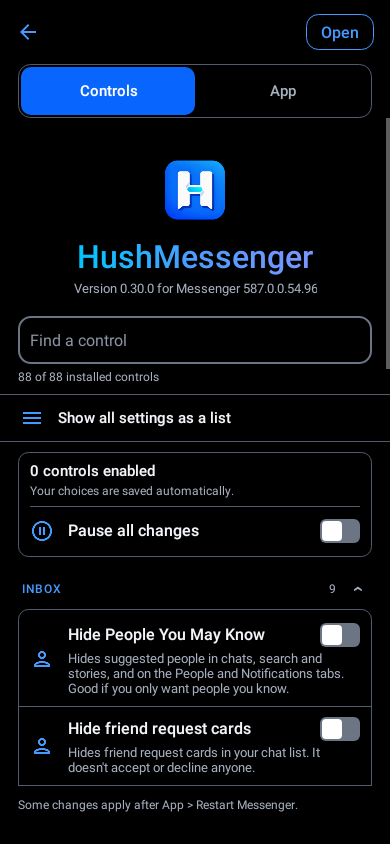 Open
Controls
App
HushMessenger
Version 0.30.0 for Messenger 587.0.0.54.96
Find a control
88 of 88 installed controls
Show all settings as a list
0 controls enabled
Your choices are saved automatically.
Pause all changes
INBOX
9
Hide People You May Know
Hides suggested people in chats, search and
stories, and on the People and Notifications tabs.
Good if you only want people you know.
Hide friend request cards
Hides friend request cards in your chat list. It
doesn't accept or decline anyone.
Some changes apply after App > Restart Messenger.